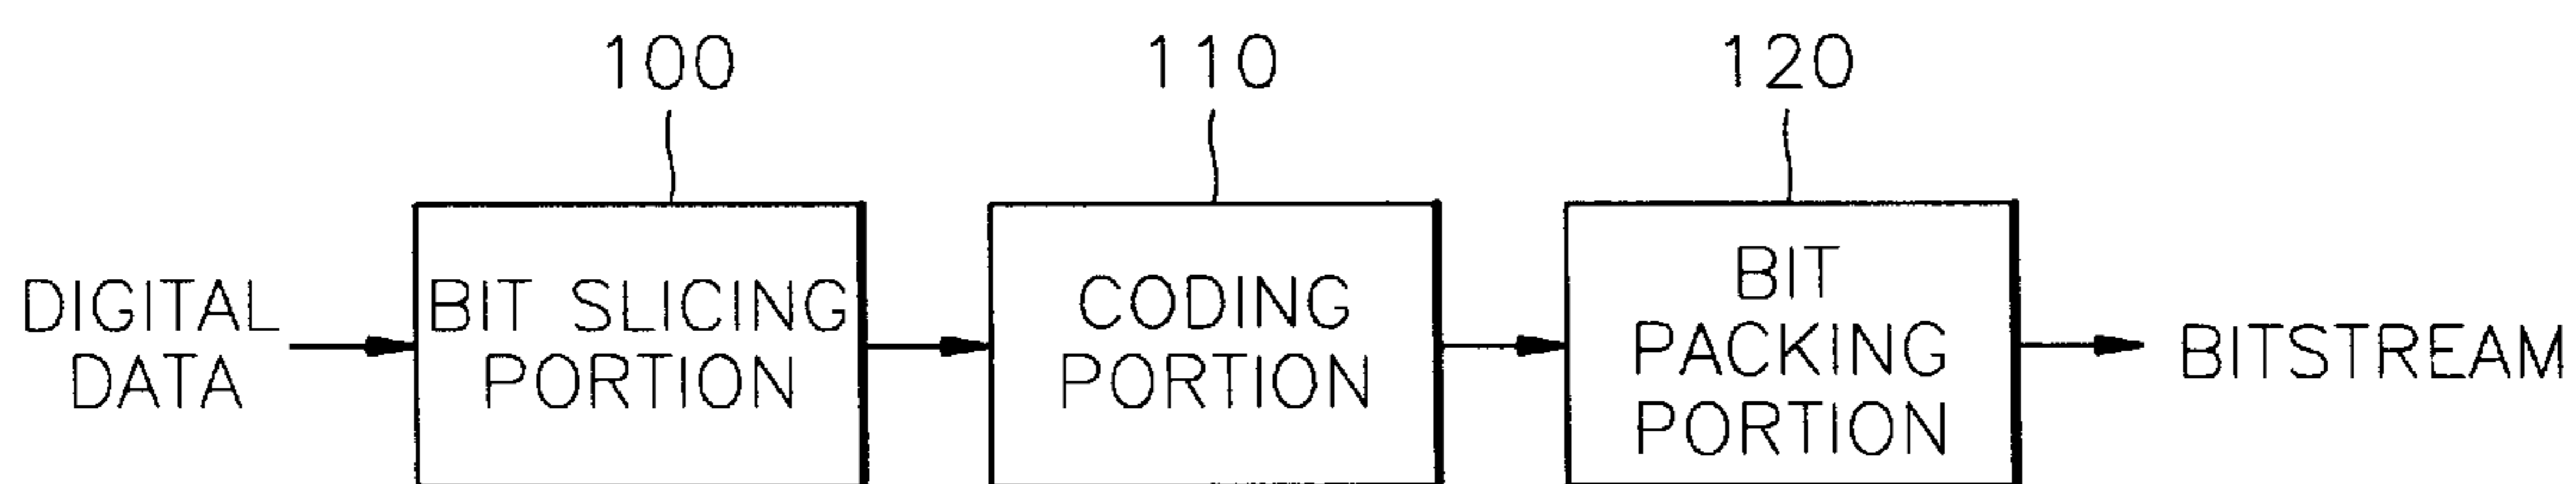 100
110
120
DIGITAL
DATA
BIT SLICING
PORTION
CODING
PORTION
BIT
PACKING
PORTION
BITSTREAM